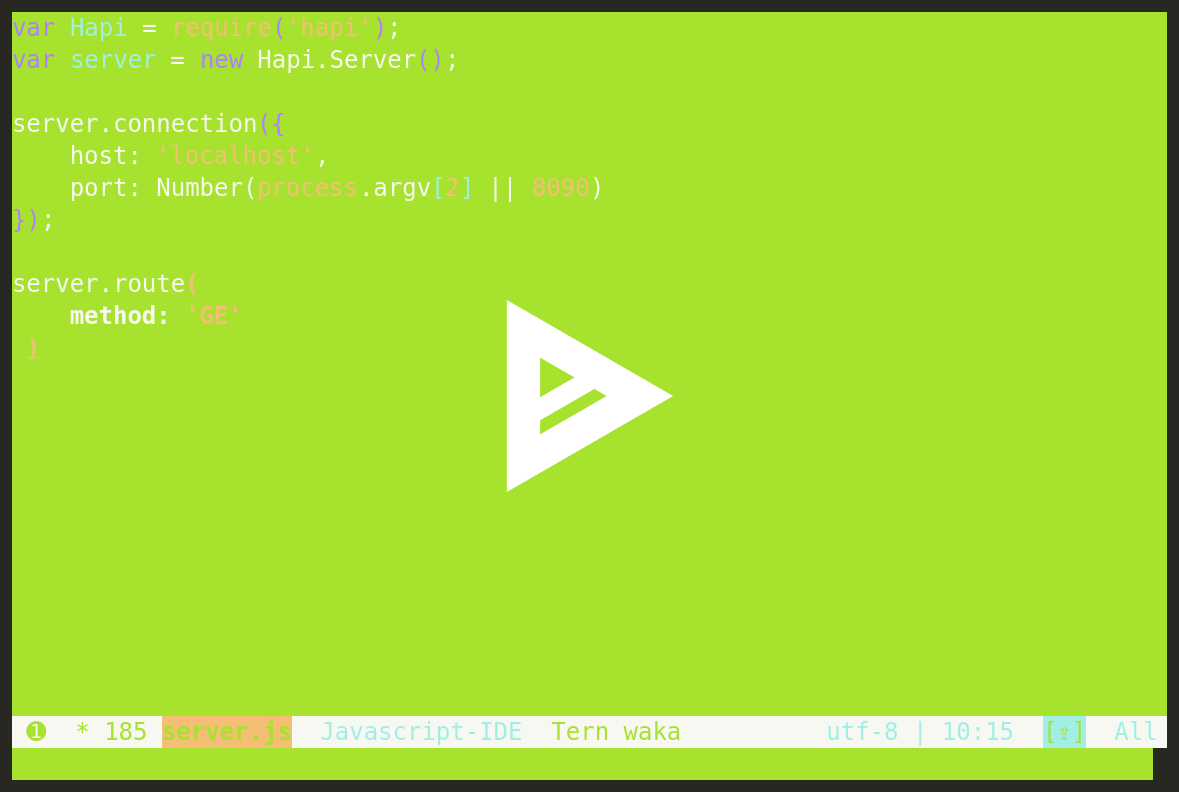 var Hapi = require('hapi');
var server = new Hapi.Server();

server.connection({
    host: 'localhost',
    port: Number(process.argv[2] || 8090)
});

server.route(
    method: 'GE'
 )
➊  * 185 server.js  Javascript-IDE  Tern waka          utf-8 | 10:15  [⇪]  All